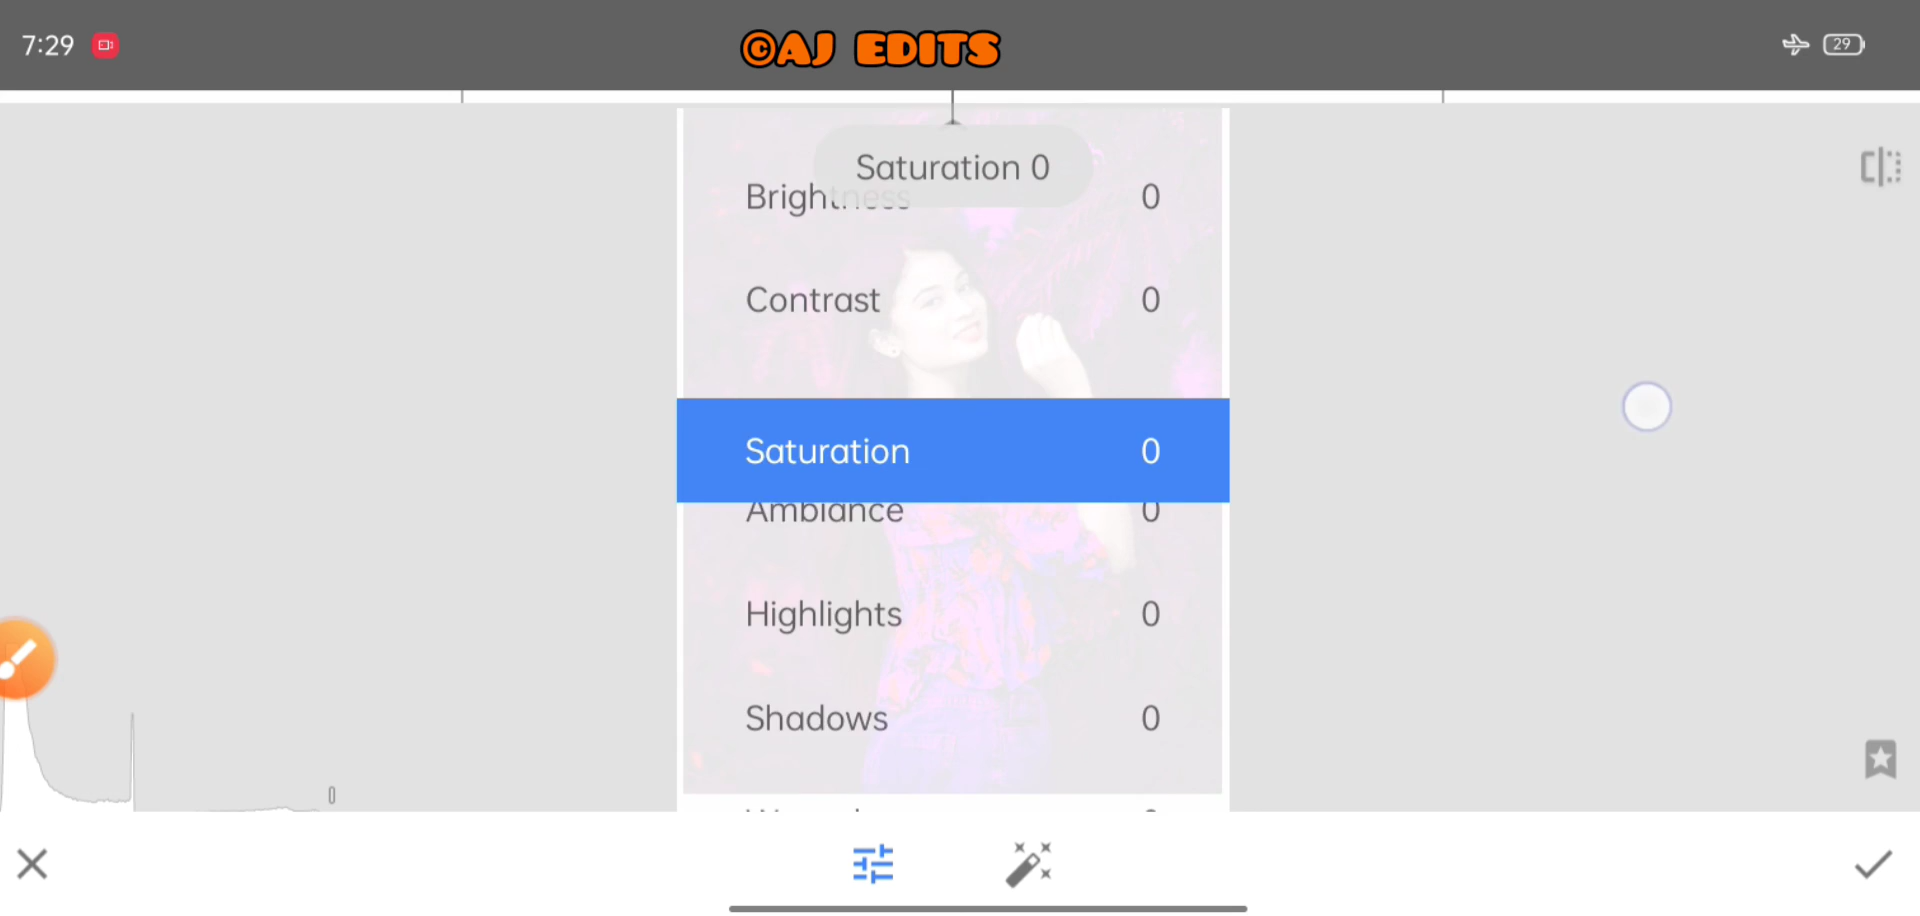 7:29
©AJ EDITS
29
Saturation 0
Brightness 0
Contrast 0
Saturation 0
Ambiance 0
Highlights 0
Shadows 0
0